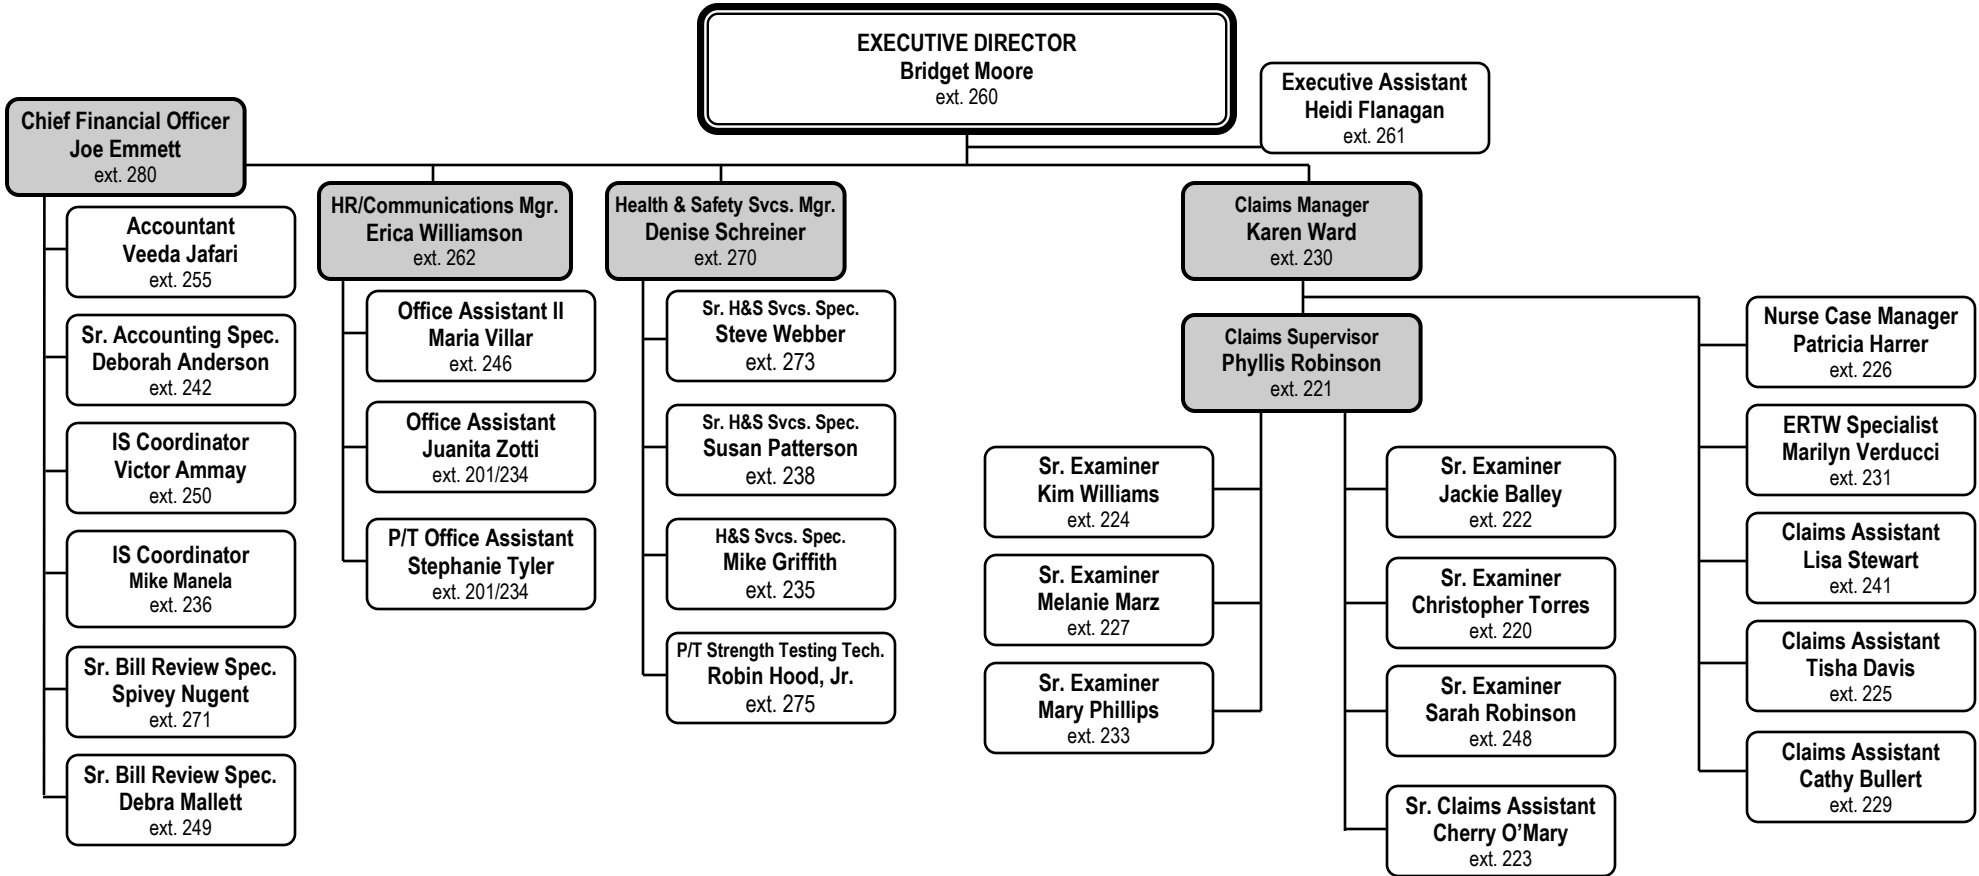 EXECUTIVE DIRECTOR
Bridget Moore
ext. 260
Executive Assistant
Heidi Flanagan
ext. 261
Chief Financial Officer
Joe Emmett
ext. 280
Accountant
Veeda Jafari
ext. 255
Sr. Accounting Spec.
Deborah Anderson
ext. 242
IS Coordinator
Victor Ammay
ext. 250
IS Coordinator
Mike Manela
ext. 236
Sr. Bill Review Spec.
Spivey Nugent
ext. 271
Sr. Bill Review Spec.
Debra Mallett
ext. 249
HR/Communications Mgr.
Erica Williamson
ext. 262
Office Assistant II
Maria Villar
ext. 246
Office Assistant
Juanita Zotti
ext. 201/234
P/T Office Assistant
Stephanie Tyler
ext. 201/234
Health & Safety Svcs. Mgr.
Denise Schreiner
ext. 270
Sr. H&S Svcs. Spec.
Steve Webber
ext. 273
Sr. H&S Svcs. Spec.
Susan Patterson
ext. 238
H&S Svcs. Spec.
Mike Griffith
ext. 235
P/T Strength Testing Tech.
Robin Hood, Jr.
ext. 275
Claims Manager
Karen Ward
ext. 230
Claims Supervisor
Phyllis Robinson
ext. 221
Sr. Examiner
Kim Williams
ext. 224
Sr. Examiner
Melanie Marz
ext. 227
Sr. Examiner
Mary Phillips
ext. 233
Sr. Examiner
Jackie Balley
ext. 222
Sr. Examiner
Christopher Torres
ext. 220
Sr. Examiner
Sarah Robinson
ext. 248
Sr. Claims Assistant
Cherry O’Mary
ext. 223
Nurse Case Manager
Patricia Harrer
ext. 226
ERTW Specialist
Marilyn Verducci
ext. 231
Claims Assistant
Lisa Stewart
ext. 241
Claims Assistant
Tisha Davis
ext. 225
Claims Assistant
Cathy Bullert
ext. 229